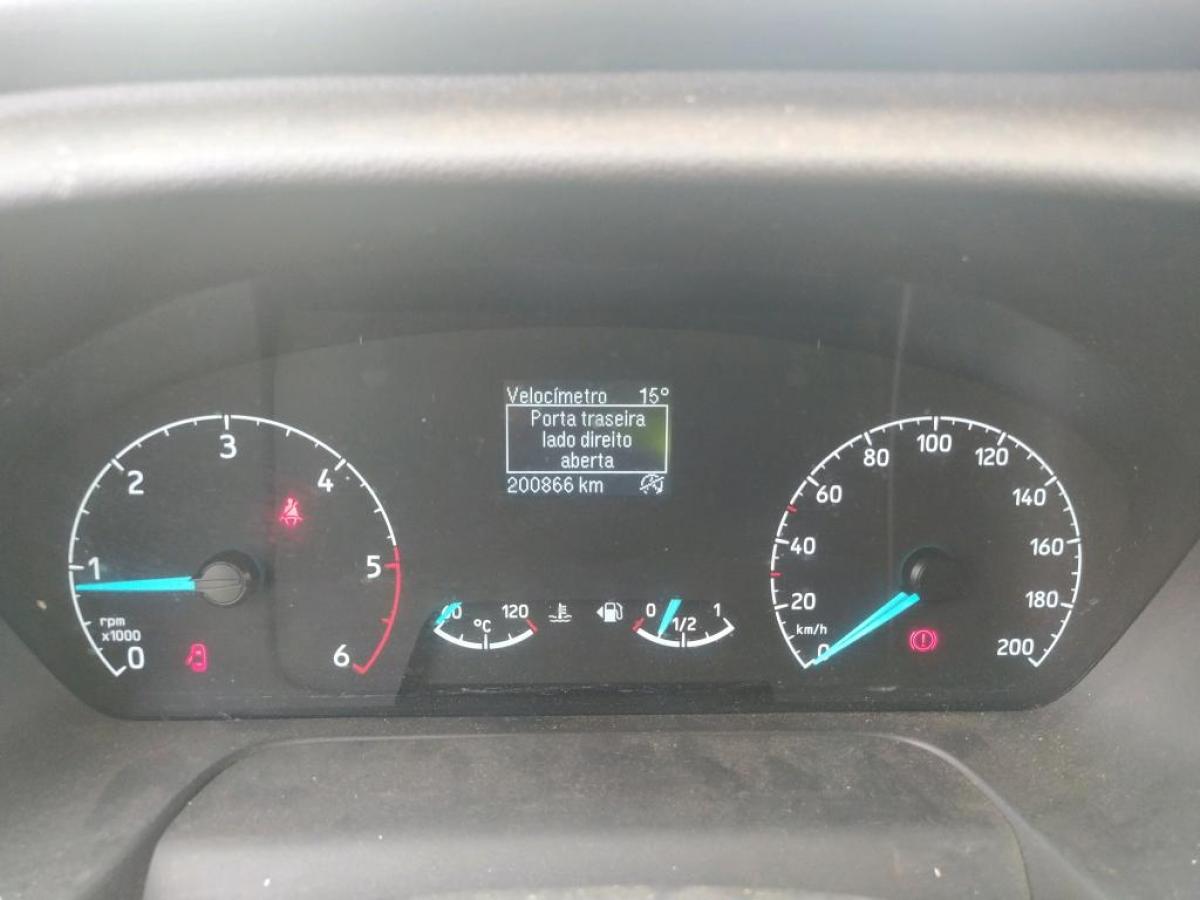 Velocímetro 15°
Porta traseira
lado direito
aberta
200866 km
0
1
2
3
4
5
6
rpm
x1000
60
120
°C
0
1/2
1
0
20
40
60
80
100
120
140
160
180
200
km/h